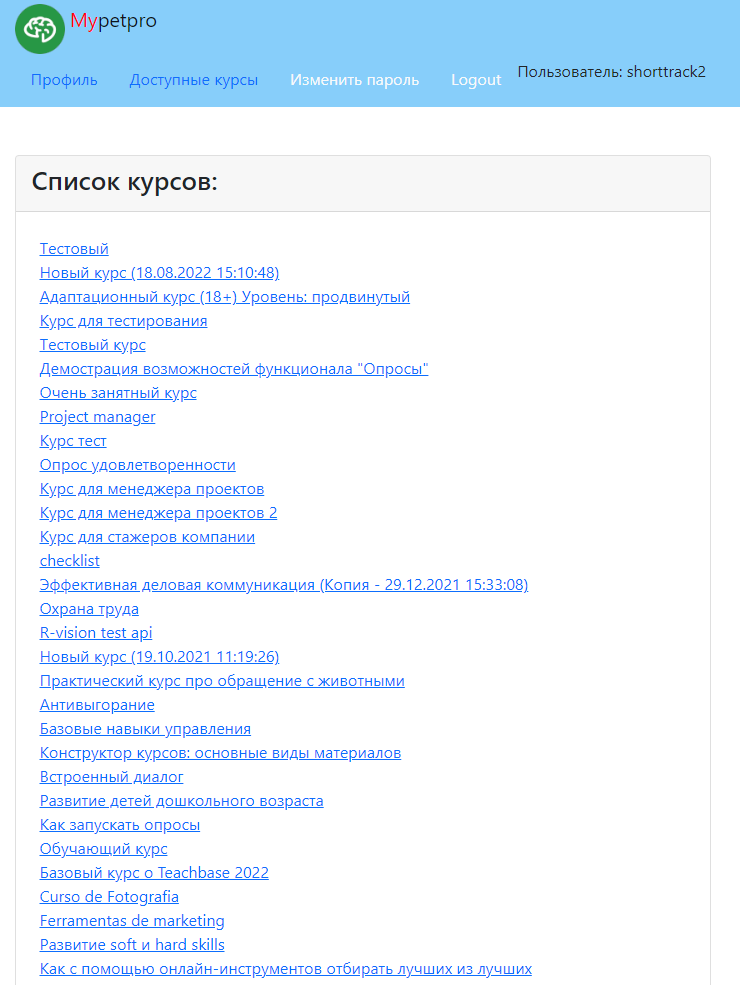 Mypetpro
Профиль Доступные курсы Изменить пароль Logout Пользователь: shorttrack2
Список курсов:
Тестовый
Новый курс (18.08.2022 15:10:48)
Адаптационный курс (18+) Уровень: продвинутый
Курс для тестирования
Тестовый курс
Демострация возможностей функционала "Опросы"
Очень занятный курс
Project manager
Курс тест
Опрос удовлетворенности
Курс для менеджера проектов
Курс для менеджера проектов 2
Курс для стажеров компании
checklist
Эффективная деловая коммуникация (Копия - 29.12.2021 15:33:08)
Охрана труда
R-vision test api
Новый курс (19.10.2021 11:19:26)
Практический курс про обращение с животными
Антивыгорание
Базовые навыки управления
Конструктор курсов: основные виды материалов
Встроенный диалог
Развитие детей дошкольного возраста
Как запускать опросы
Обучающий курс
Базовый курс о Teachbase 2022
Curso de Fotografia
Ferramentas de marketing
Развитие soft и hard skills
Как с помощью онлайн-инструментов отбирать лучших из лучших